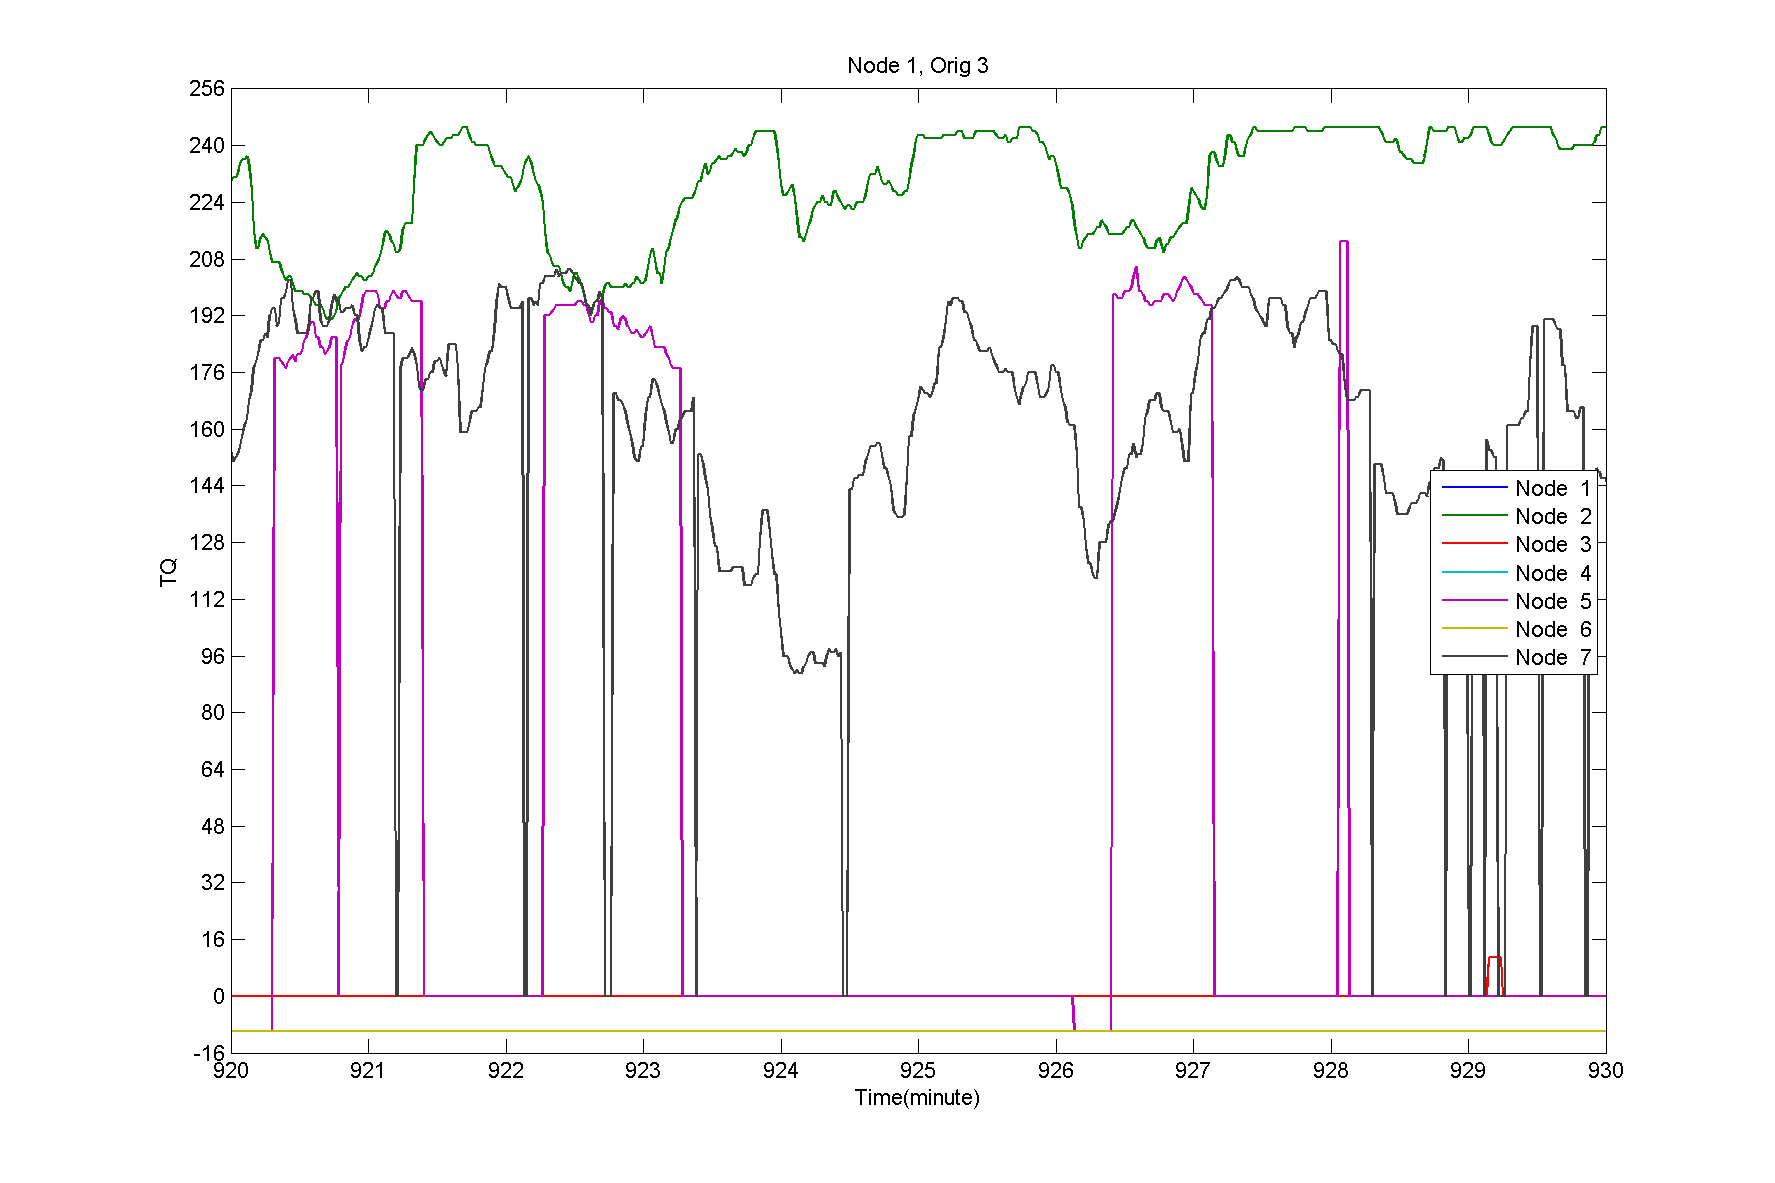 Node 1, Orig 3
256
240
224
208
192
176
160
144
128
112
96
80
64
48
32
16
0
-16
TQ
920 921 922 923 924 925 926 927 928 929 930
Time(minute)
Node 1
Node 2
Node 3
Node 4
Node 5
Node 6
Node 7